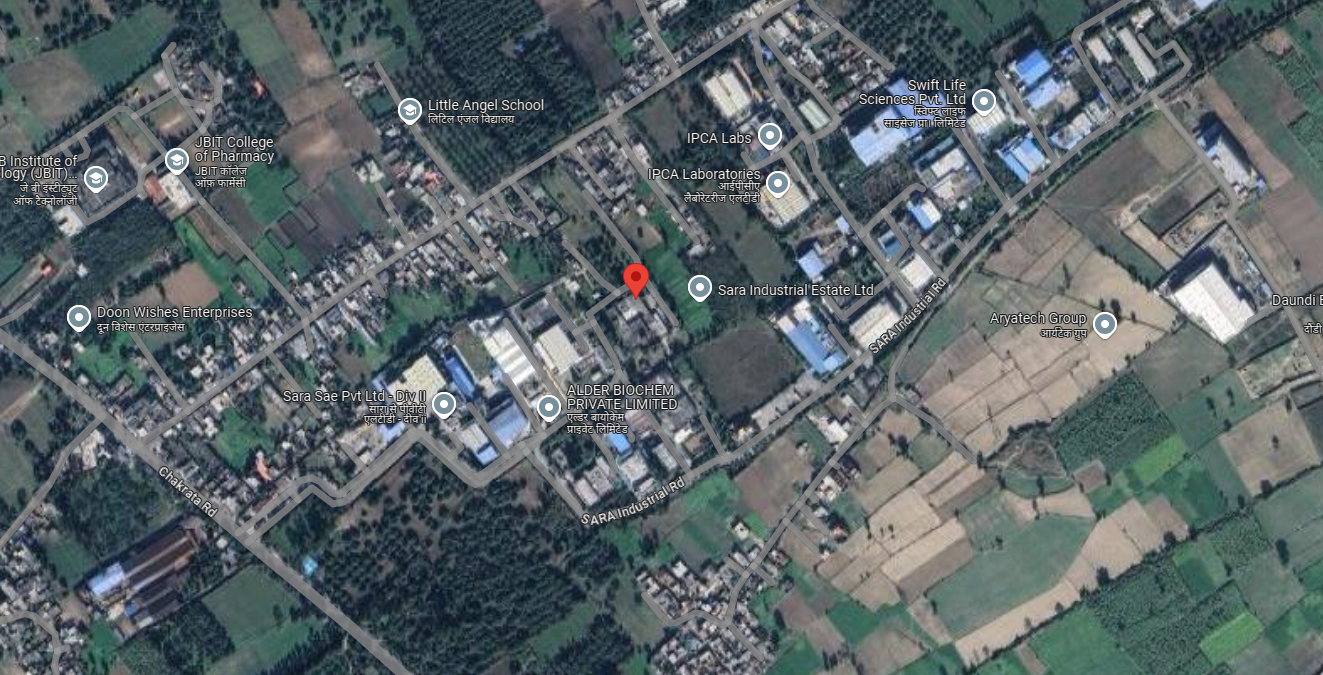 Little Angel School
लिटिल एंजल विद्यालय
JBIT College
of Pharmacy
JBIT कॉलेज
ऑफ़ फार्मेसी
B Institute of
logy (JBIT)...
जे बी इंस्टीट्यूट
ऑफ टेक्नोलॉजी
Swift Life
Sciences Pvt. Ltd
स्विफ्ट लाइफ
साइंसेज प्रा। लिमिटेड
IPCA Labs
IPCA Laboratories
आईपीसीए
लैबोरेटरीज एलटीडी
Sara Industrial Estate Ltd
Doon Wishes Enterprises
दून विशेस एंटरप्राइजेस
Daundi
दौंडी
Aryatech Group
आर्यटेक ग्रुप
SARA Industrial Rd
Sara Sae Pvt Ltd - Div II
सारा से पीवीटी
एलटीडी - दीव ii
ALDER BIOCHEM
PRIVATE LIMITED
एल्डर बायोकेम
प्राइवेट लिमिटेड
Chakrata Rd
SARA Industrial Rd